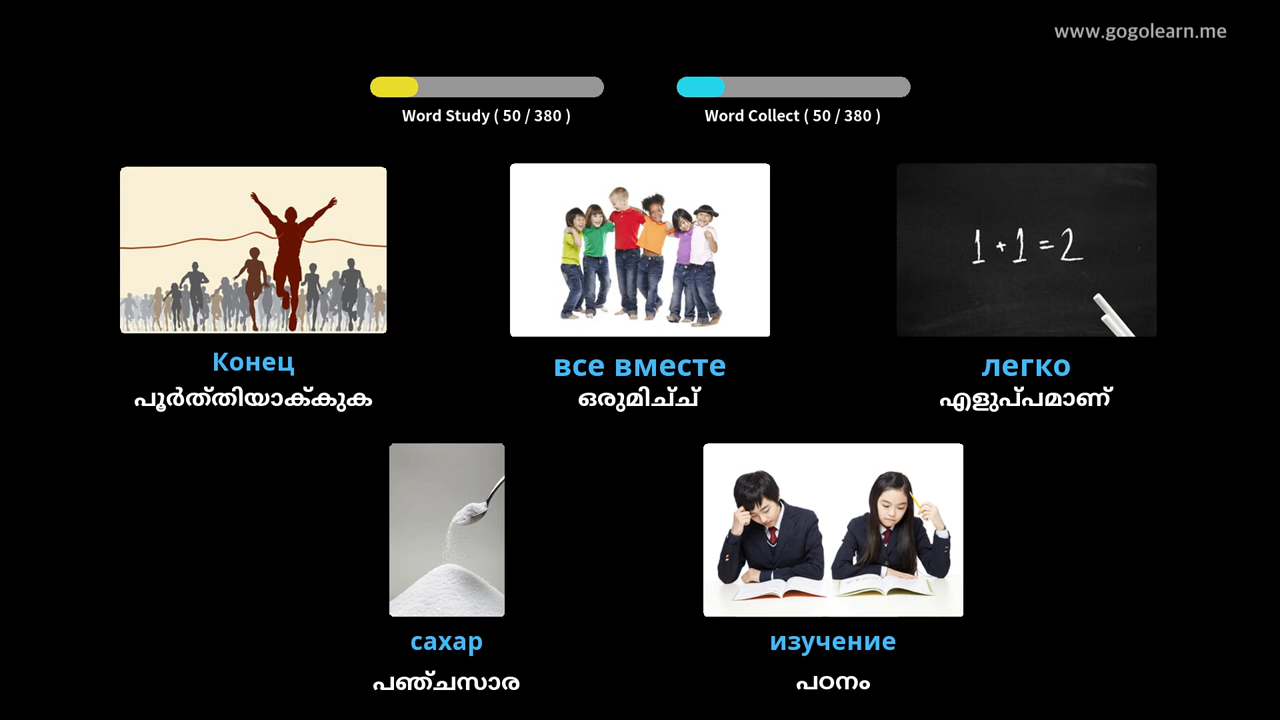 www.gogolearn.me
Word Study ( 50 / 380 )
Word Collect ( 50 / 380 )
1 + 1 = 2
Конец
പൂർത്തിയാക്കുക
все вместе
ഒരുമിച്ച്
легко
എളുപ്പമാണ്
сахар
പഞ്ചസാര
изучение
പഠനം